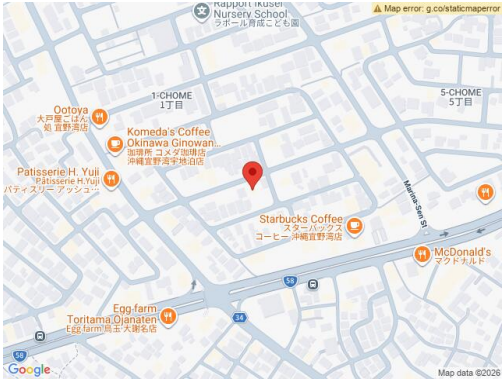 Rapport Ikusei
Nursery School
ラポール育成こども園
Map error: g.co/staticmaperror
1-CHOME
1丁目
5-CHOME
5丁目
Ootoya
大戸屋ごはん
処 宜野湾店
Komeda's Coffee
Okinawa Ginowan...
珈琲所 コメダ珈琲店
沖縄宜野湾宇地泊店
Patisserie H. Yuji
Patisserie H.Yuji
パティスリー アッシュ…
Marina-Sen St
Starbucks Coffee
スターバックス
コーヒー 沖縄宜野湾店
McDonald's
マクドナルド
58
Egg farm
Toritama Ojanaten
Egg farm 鳥玉 大謝名店
34
58
Google
Map data ©2026